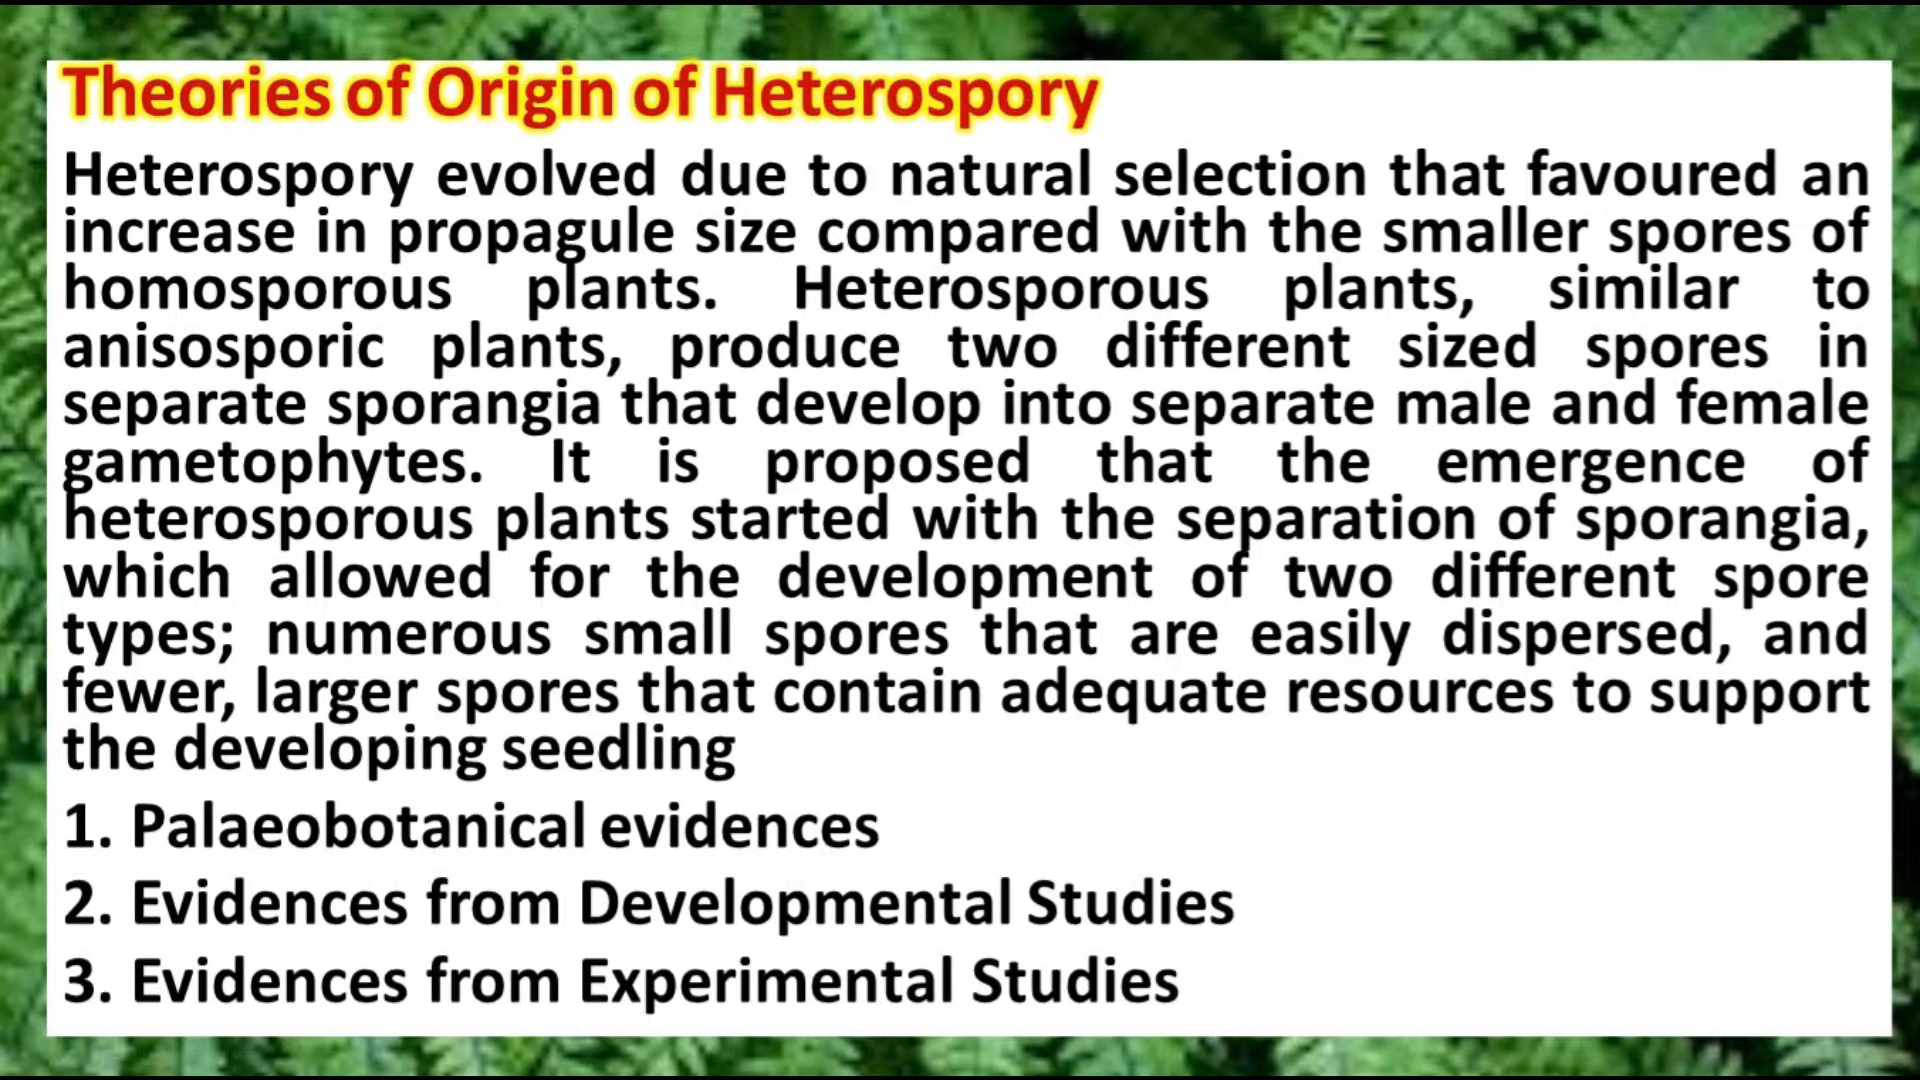 Theories of Origin of Heterospory
Heterospory evolved due to natural selection that favoured an
increase in propagule size compared with the smaller spores of
homosporous plants. Heterosporous plants, similar to
anisosporic plants, produce two different sized spores in
separate sporangia that develop into separate male and female
gametophytes. It is proposed that the emergence of
heterosporous plants started with the separation of sporangia,
which allowed for the development of two different spore
types; numerous small spores that are easily dispersed, and
fewer, larger spores that contain adequate resources to support
the developing seedling
1. Palaeobotanical evidences
2. Evidences from Developmental Studies
3. Evidences from Experimental Studies